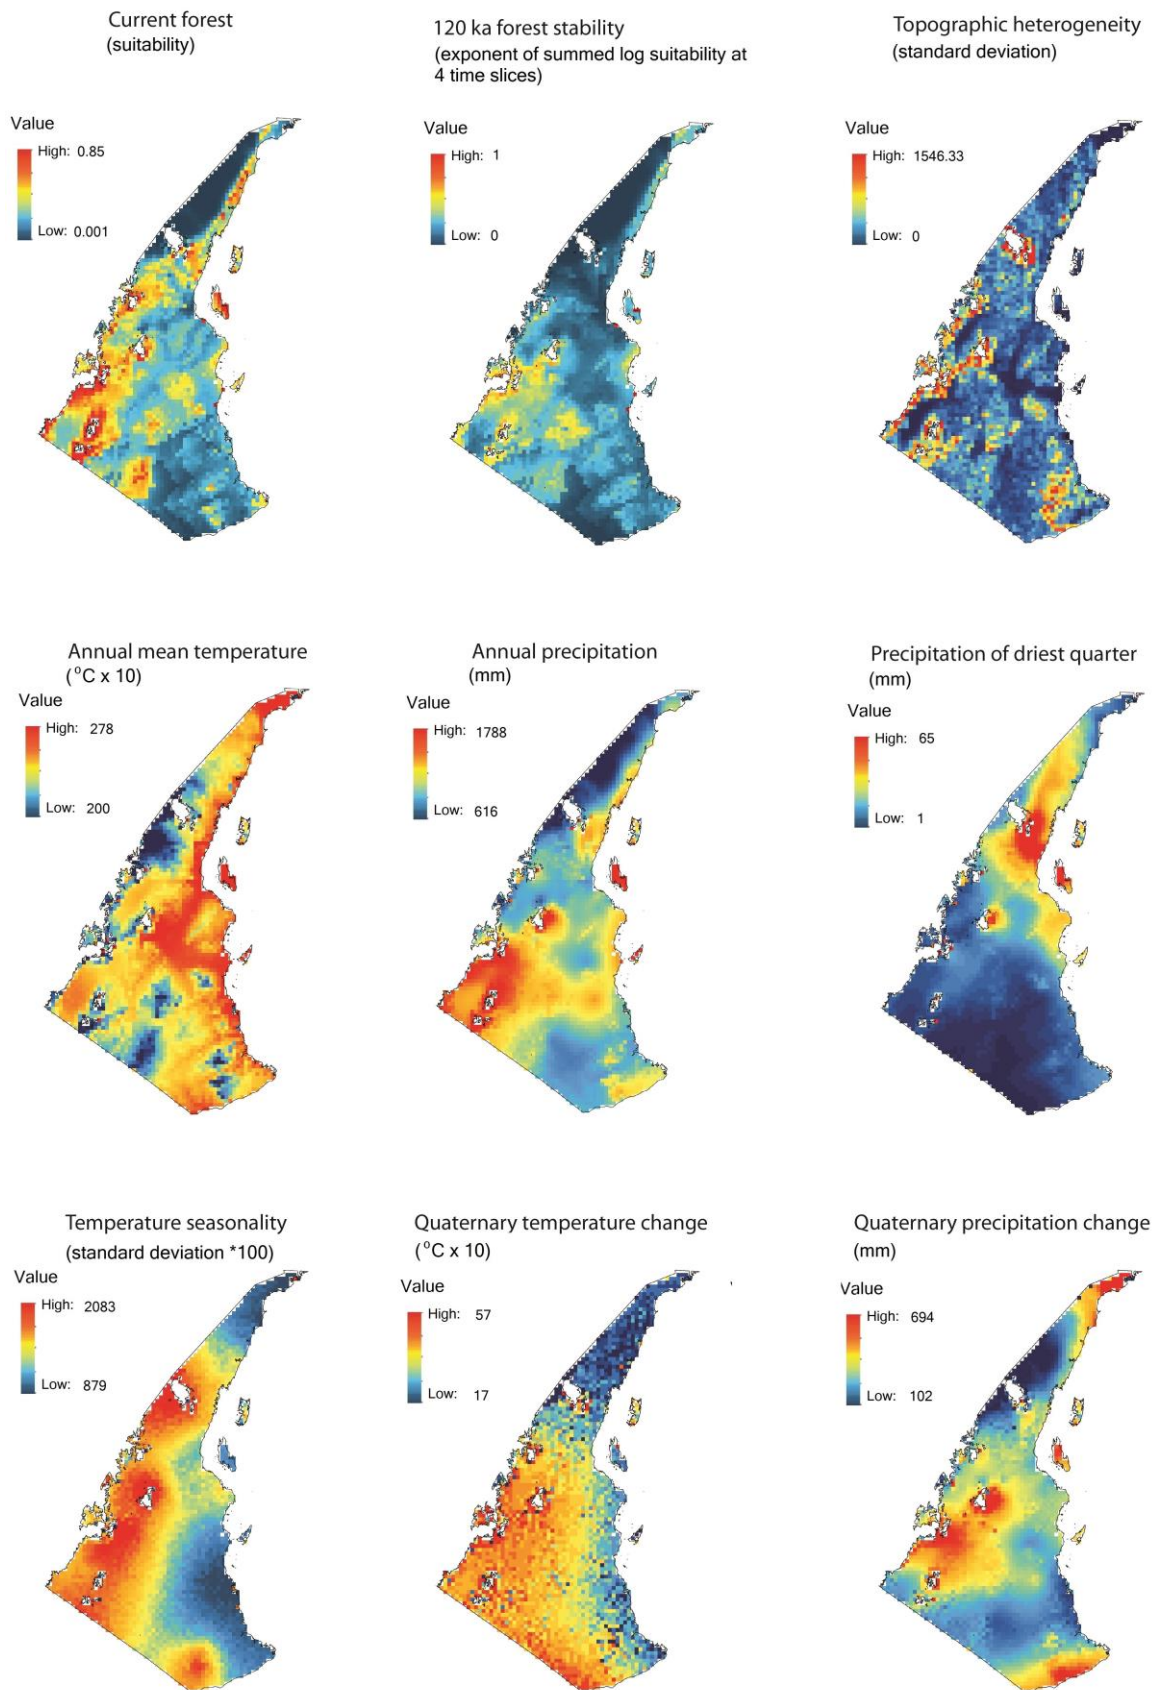 Current forest
(suitability)
Value
High: 0.85
Low: 0.001
120 ka forest stability
(exponent of summed log suitability at
4 time slices)
Value
High: 1
Low: 0
Topographic heterogeneity
(standard deviation)
Value
High: 1546.33
Low: 0
Annual mean temperature
(°C x 10)
Value
High: 278
Low: 200
Annual precipitation
(mm)
Value
High: 1788
Low: 616
Precipitation of driest quarter
(mm)
Value
High: 65
Low: 1
Temperature seasonality
(standard deviation *100)
Value
High: 2083
Low: 879
Quaternary temperature change
(°C x 10)
Value
High: 57
Low: 17
Quaternary precipitation change
(mm)
Value
High: 694
Low: 102